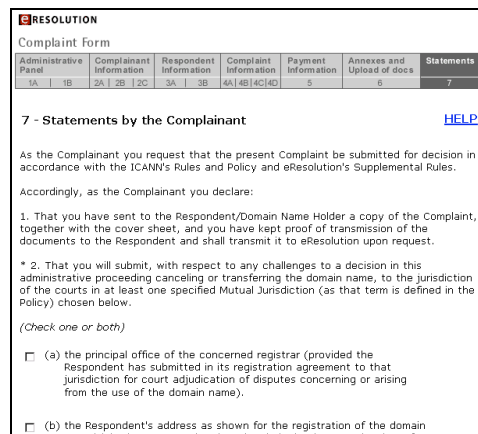 eRESOLUTION
Complaint Form
Administrative Panel | Complainant Information | Respondent Information | Complaint Information | Payment Information | Annexes and Upload of docs | Statements
1A | 1B 2A | 2B | 2C 3A | 3B 4A | 4B | 4C | 4D 5 6 7
7 - Statements by the Complainant HELP
As the Complainant you request that the present Complaint be submitted for decision in
accordance with the ICANN's Rules and Policy and eResolution's Supplemental Rules.
Accordingly, as the Complainant you declare:
1. That you have sent to the Respondent/Domain Name Holder a copy of the Complaint,
together with the cover sheet, and you have kept proof of transmission of the
documents to the Respondent and shall transmit it to eResolution upon request.
* 2. That you will submit, with respect to any challenges to a decision in this
administrative proceeding canceling or transferring the domain name, to the jurisdiction
of the courts in at least one specified Mutual Jurisdiction (as that term is defined in the
Policy) chosen below.
(Check one or both)
(a) the principal office of the concerned registrar (provided the
Respondent has submitted in its registration agreement to that
jurisdiction for court adjudication of disputes concerning or arising
from the use of the domain name).
(b) the Respondent's address as shown for the registration of the domain